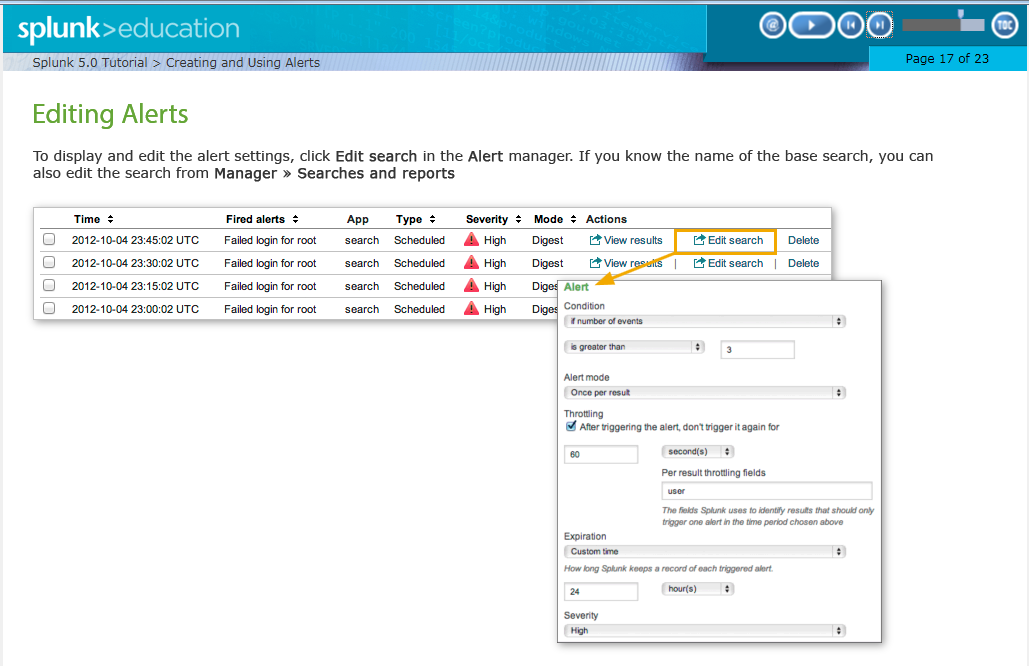 splunk>education
TOC
Splunk 5.0 Tutorial > Creating and Using Alerts
Page 17 of 23
Editing Alerts
To display and edit the alert settings, click Edit search in the Alert manager. If you know the name of the base search, you can
also edit the search from Manager » Searches and reports
Time Fired alerts App Type Severity Mode Actions
2012-10-04 23:45:02 UTC Failed login for root search Scheduled High Digest View results Edit search Delete
2012-10-04 23:30:02 UTC Failed login for root search Scheduled High Digest View results | Edit search | Delete
2012-10-04 23:15:02 UTC Failed login for root search Scheduled High Diges
2012-10-04 23:00:02 UTC Failed login for root search Scheduled High Diges
Alert
Condition
if number of events
is greater than 3
Alert mode
Once per result
Throttling
After triggering the alert, don't trigger it again for
60 second(s)
Per result throttling fields
user
The fields Splunk uses to identify results that should only
trigger one alert in the time period chosen above
Expiration
Custom time
How long Splunk keeps a record of each triggered alert.
24 hour(s)
Severity
High